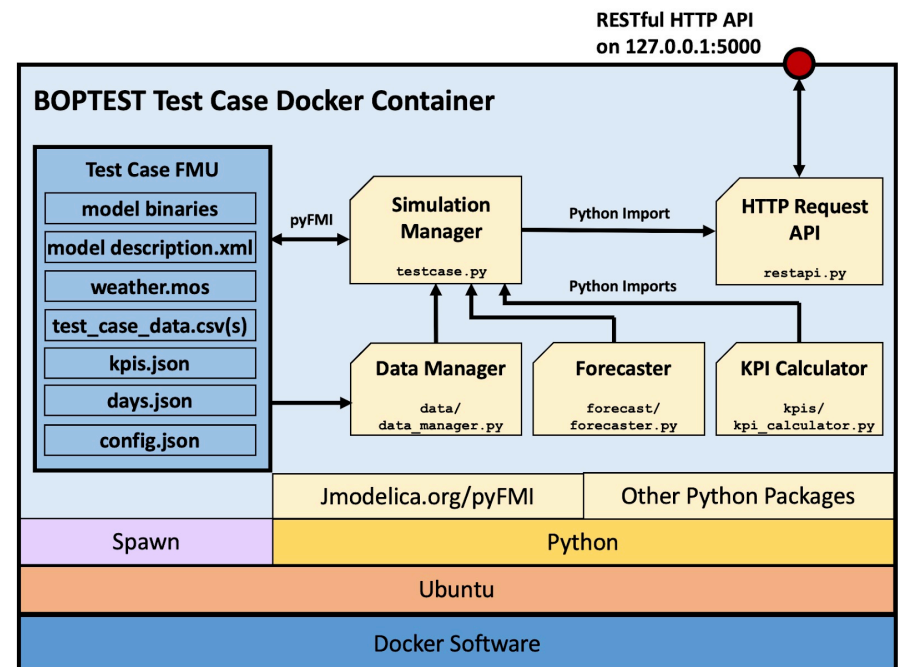 RESTful HTTP API
on 127.0.0.1:5000
BOPTEST Test Case Docker Container
Test Case FMU
model binaries
model description.xml
weather.mos
test_case_data.csv(s)
kpis.json
days.json
config.json
pyFMI
Simulation
Manager
testcase.py
Python Import
HTTP Request
API
restapi.py
Python Imports
Data Manager
data/
data_manager.py
Forecaster
forecast/
forecaster.py
KPI Calculator
kpis/
kpi_calculator.py
Jmodelica.org/pyFMI
Other Python Packages
Spawn
Python
Ubuntu
Docker Software